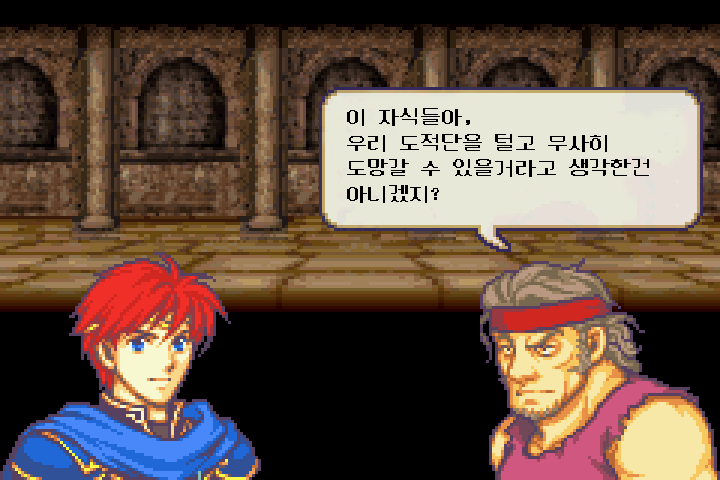 이 자식들아,
우리 도적단을 털고 무사히
도망갈 수 있을거라고 생각한건
아니겠지?